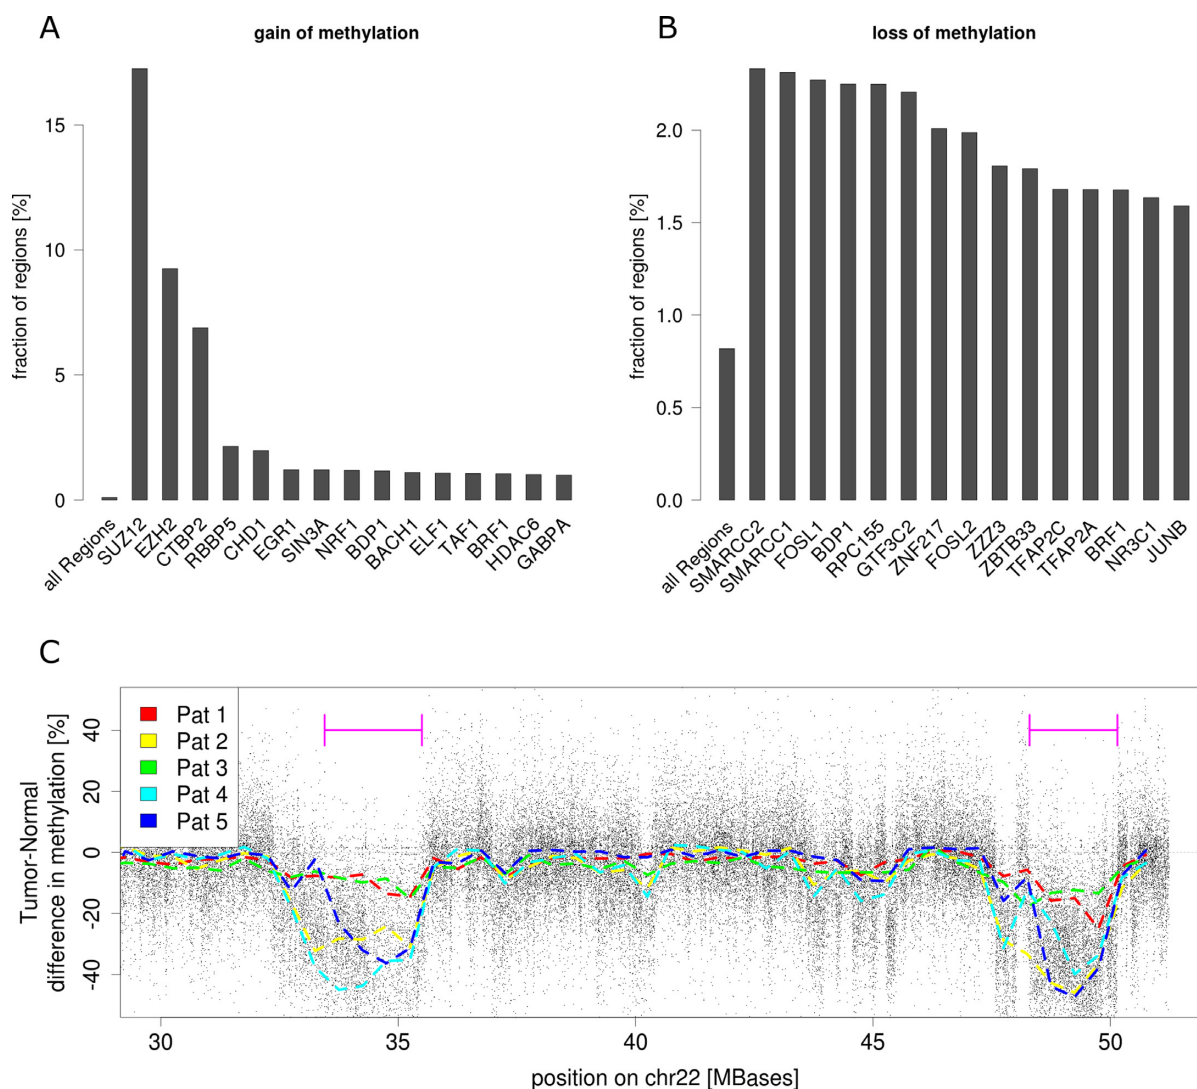 A
gain of methylation
fraction of regions [%]
15
10
5
0
all Regions
SUZ12
EZH2
CTBP2
RBBP5
CHD1
EGR1
SIN3A
NRF1
BDP1
BACH1
ELF1
TAF1
BRF1
HDAC6
GABPA
B
loss of methylation
fraction of regions [%]
2.0
1.5
1.0
0.5
0.0
all Regions
SMARCC2
SMARCC1
FOSL1
BDP1
RPC155
GTF3C2
ZNF217
FOSL2
ZZZ3
ZBTB33
TFAP2C
TFAP2A
BRF1
NR3C1
JUNB
C
Tumor-Normal
difference in methylation [%]
40
20
0
-20
-40
Pat 1
Pat 2
Pat 3
Pat 4
Pat 5
30
35
40
45
50
position on chr22 [MBases]